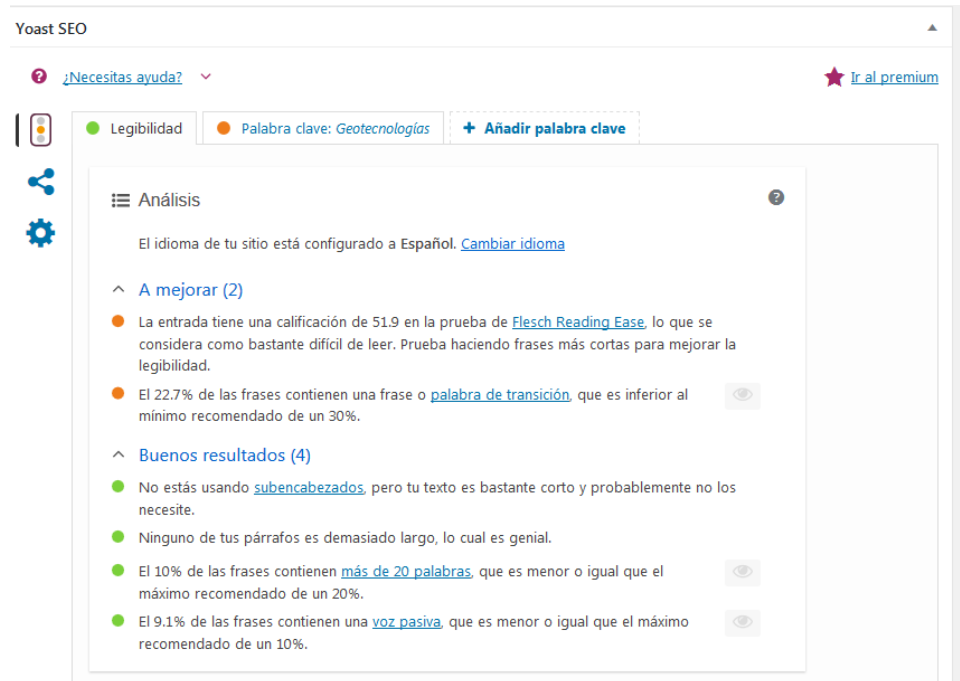 Yoast SEO
¿Necesitas ayuda?
Ir al premium
Legibilidad
Palabra clave: Geotecnologías
+ Añadir palabra clave
Análisis
El idioma de tu sitio está configurado a Español. Cambiar idioma
A mejorar (2)
La entrada tiene una calificación de 51.9 en la prueba de Flesch Reading Ease, lo que se
considera como bastante difícil de leer. Prueba haciendo frases más cortas para mejorar la
legibilidad.
El 22.7% de las frases contienen una frase o palabra de transición, que es inferior al
mínimo recomendado de un 30%.
Buenos resultados (4)
No estás usando subencabezados, pero tu texto es bastante corto y probablemente no los
necesite.
Ninguno de tus párrafos es demasiado largo, lo cual es genial.
El 10% de las frases contienen más de 20 palabras, que es menor o igual que el
máximo recomendado de un 20%.
El 9.1% de las frases contienen una voz pasiva, que es menor o igual que el máximo
recomendado de un 10%.